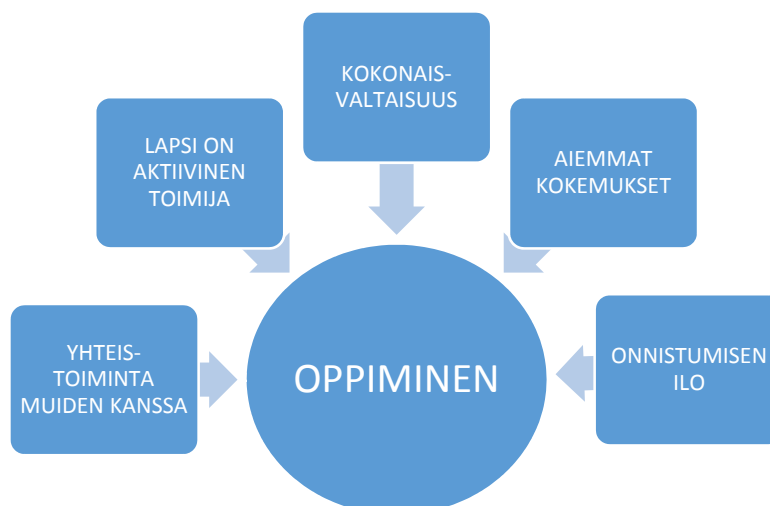 KOKONAIS-
VALTAISUUS
LAPSI ON
AKTIIVINEN
TOIMIJA
AIEMMAT
KOKEMUKSET
YHTEIS-
TOIMINTA
MUIDEN KANSSA
OPPIMINEN
ONNISTUMISEN
ILO